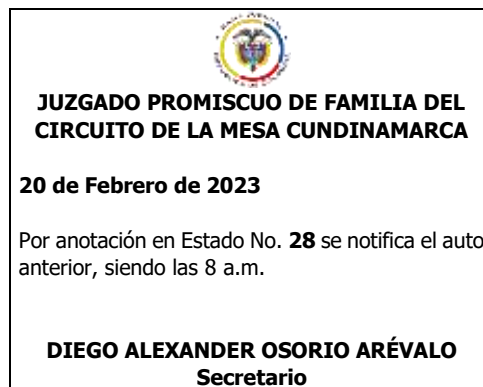 JUZGADO PROMISCUO DE FAMILIA DEL
CIRCUITO DE LA MESA CUNDINAMARCA
20 de Febrero de 2023
Por anotación en Estado No. 28 se notifica el auto
anterior, siendo las 8 a.m.
DIEGO ALEXANDER OSORIO ARÉVALO
Secretario